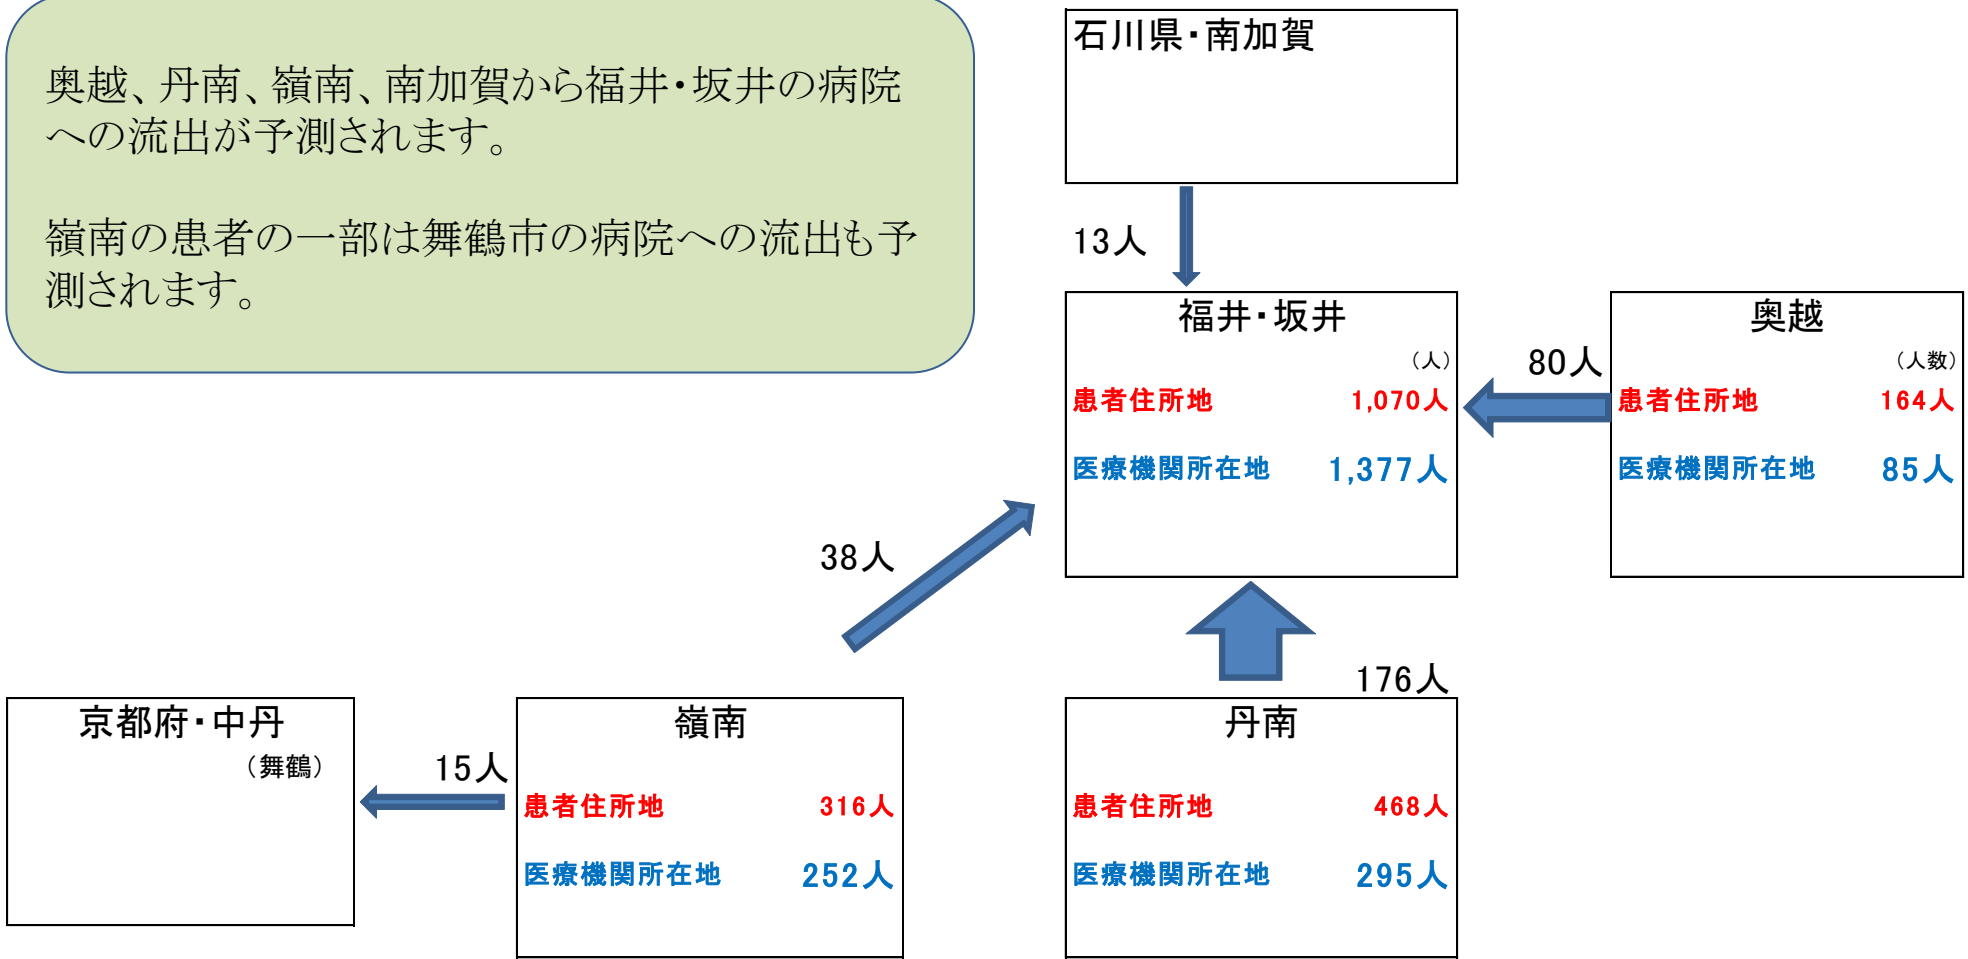 奥越、丹南、嶺南、南加賀から福井・坂井の病院
への流出が予測されます。
嶺南の患者の一部は舞鶴市の病院への流出も予
測されます。
石川県・南加賀
13人
福井・坂井
（人）
患者住所地 1,070人
医療機関所在地 1,377人
80人
奥越
（人数）
患者住所地 164人
医療機関所在地 85人
38人
176人
京都府・中丹
（舞鶴）
15人
嶺南
患者住所地 316人
医療機関所在地 252人
丹南
患者住所地 468人
医療機関所在地 295人